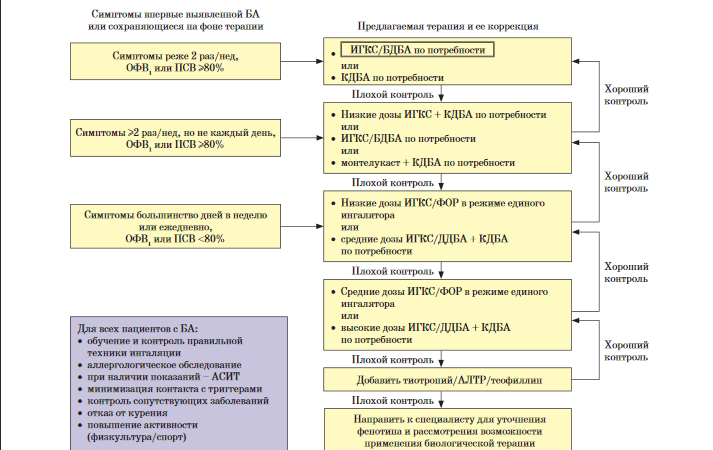 Симптомы впервые выявленной БА
или сохраняющиеся на фоне терапии
Предлагаемая терапия и ее коррекция
Симптомы реже 2 раз/нед,
ОФВ1 или ПСВ ⩾80%
• ИГКС/БДБА по потребности
или
• КДБА по потребности
Плохой контроль
Хороший
контроль
Симптомы ⩾2 раз/нед, но не каждый день,
ОФВ1 или ПСВ ⩾80%
• Низкие дозы ИГКС + КДБА по потребности
или
• ИГКС/БДБА по потребности
или
• монтелукаст + КДБА по потребности
Плохой контроль
Хороший
контроль
Симптомы большинство дней в неделю
или ежедневно,
ОФВ1 или ПСВ <80%
• Низкие дозы ИГКС/ФОР в режиме единого
ингалятора
или
• средние дозы ИГКС/ДДБА + КДБА
по потребности
Плохой контроль
Хороший
контроль
• Средние дозы ИГКС/ФОР в режиме единого
ингалятора
или
• высокие дозы ИГКС/ДДБА + КДБА
по потребности
Плохой контроль
Хороший
контроль
Добавить тиотропий/АЛТР/теофиллин
Плохой контроль
Направить к специалисту для уточнения
фенотипа и рассмотрения возможности
применения биологической терапии
Для всех пациентов с БА:
• обучение и контроль правильной
техники ингаляции
• аллергологическое обследование
• при наличии показаний – АСИТ
• минимизация контакта с триггерами
• контроль сопутствующих заболеваний
• отказ от курения
• повышение активности
(физкультура/спорт)